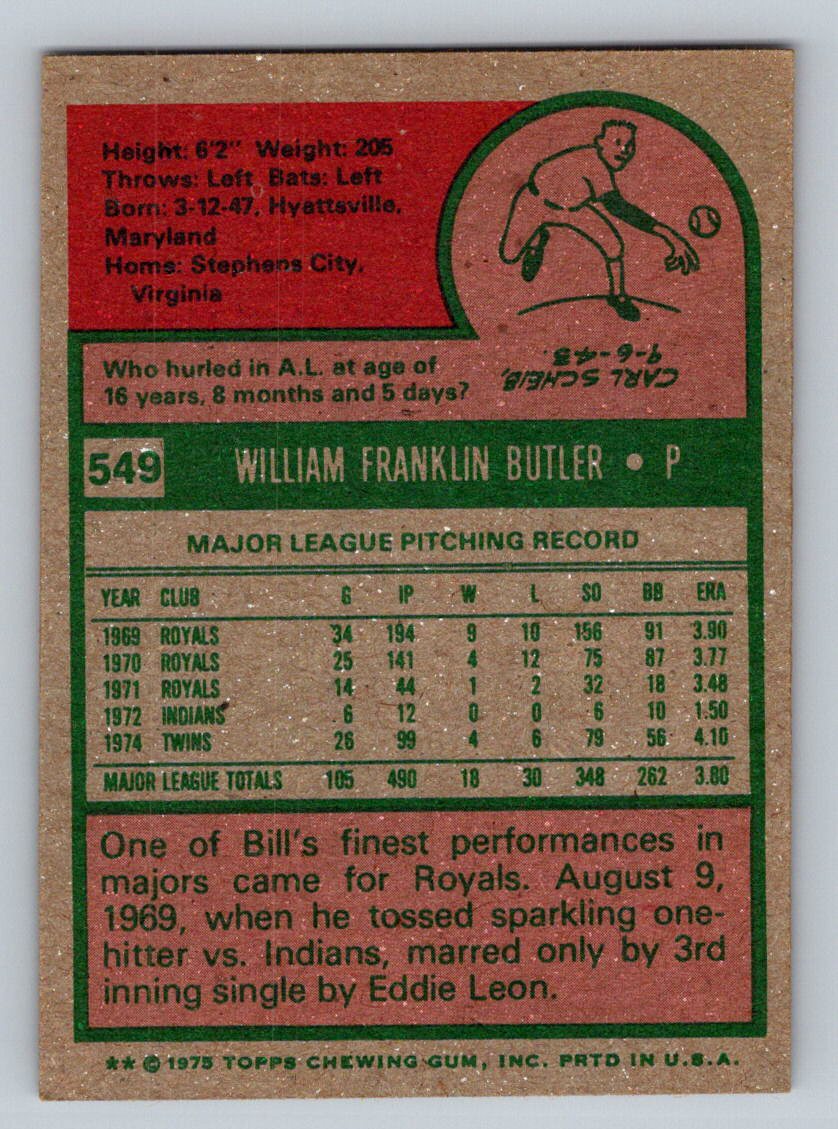 Height: 6'2" Weight: 205
Throws: Left Bats: Left
Born: 3-12-47, Hyattsville,
Maryland
Home: Stephens City,
Virginia
Who hurled in A.L. at age of
16 years, 8 months and 5 days?
CARL SCHEIB,
9-6-43
549 WILLIAM FRANKLIN BUTLER • P
MAJOR LEAGUE PITCHING RECORD
YEAR CLUB G IP W L SO BB ERA
1969 ROYALS 34 194 9 10 156 91 3.90
1970 ROYALS 25 141 4 12 75 87 3.77
1971 ROYALS 14 44 1 2 32 18 3.48
1972 INDIANS 6 12 0 0 6 10 1.50
1974 TWINS 26 99 4 6 79 56 4.10
MAJOR LEAGUE TOTALS 105 490 18 30 348 262 3.80
One of Bill's finest performances in
majors came for Royals. August 9,
1969, when he tossed sparkling one-
hitter vs. Indians, marred only by 3rd
inning single by Eddie Leon.
** © 1975 TOPPS CHEWING GUM, INC. PRTD IN U.S.A.